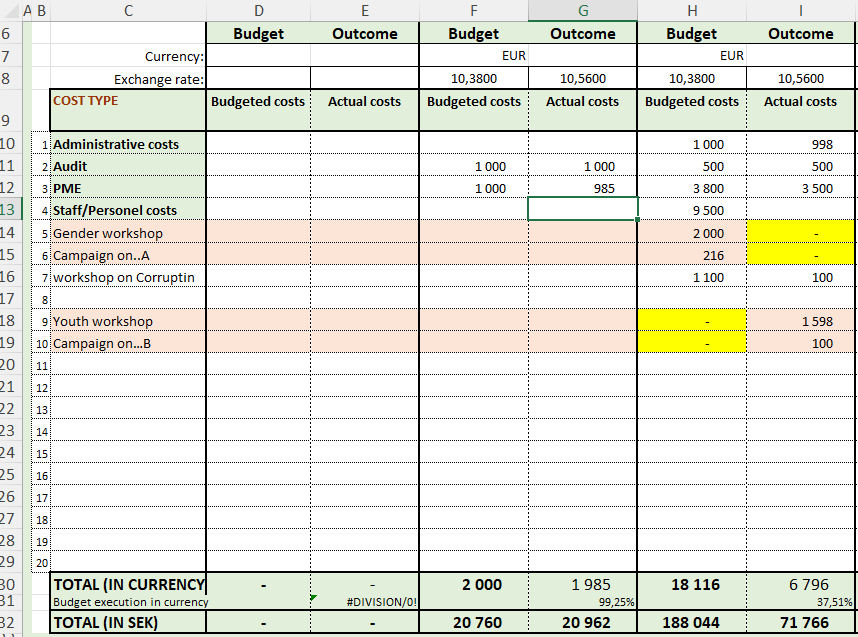 A B C D E F G H I
6 Budget Outcome Budget Outcome Budget Outcome
7 Currency: EUR EUR
8 Exchange rate: 10,3800 10,5600 10,3800 10,5600
9 COST TYPE Budgeted costs Actual costs Budgeted costs Actual costs Budgeted costs Actual costs
10 1 Administrative costs 1 000 998
11 2 Audit 1 000 1 000 500 500
12 3 PME 1 000 985 3 800 3 500
13 4 Staff/Personel costs 9 500
14 5 Gender workshop 2 000 -
15 6 Campaign on..A 216 -
16 7 workshop on Corruptin 1 100 100
17 8
18 9 Youth workshop - 1 598
19 10 Campaign on...B - 100
20 11
21 12
22 13
23 14
24 15
25 16
26 17
27 18
28 19
29 20
30 TOTAL (IN CURRENCY - - 2 000 1 985 18 116 6 796
31 Budget execution in currency #DIVISION/0! 99,25% 37,51%
32 TOTAL (IN SEK) - - 20 760 20 962 188 044 71 766